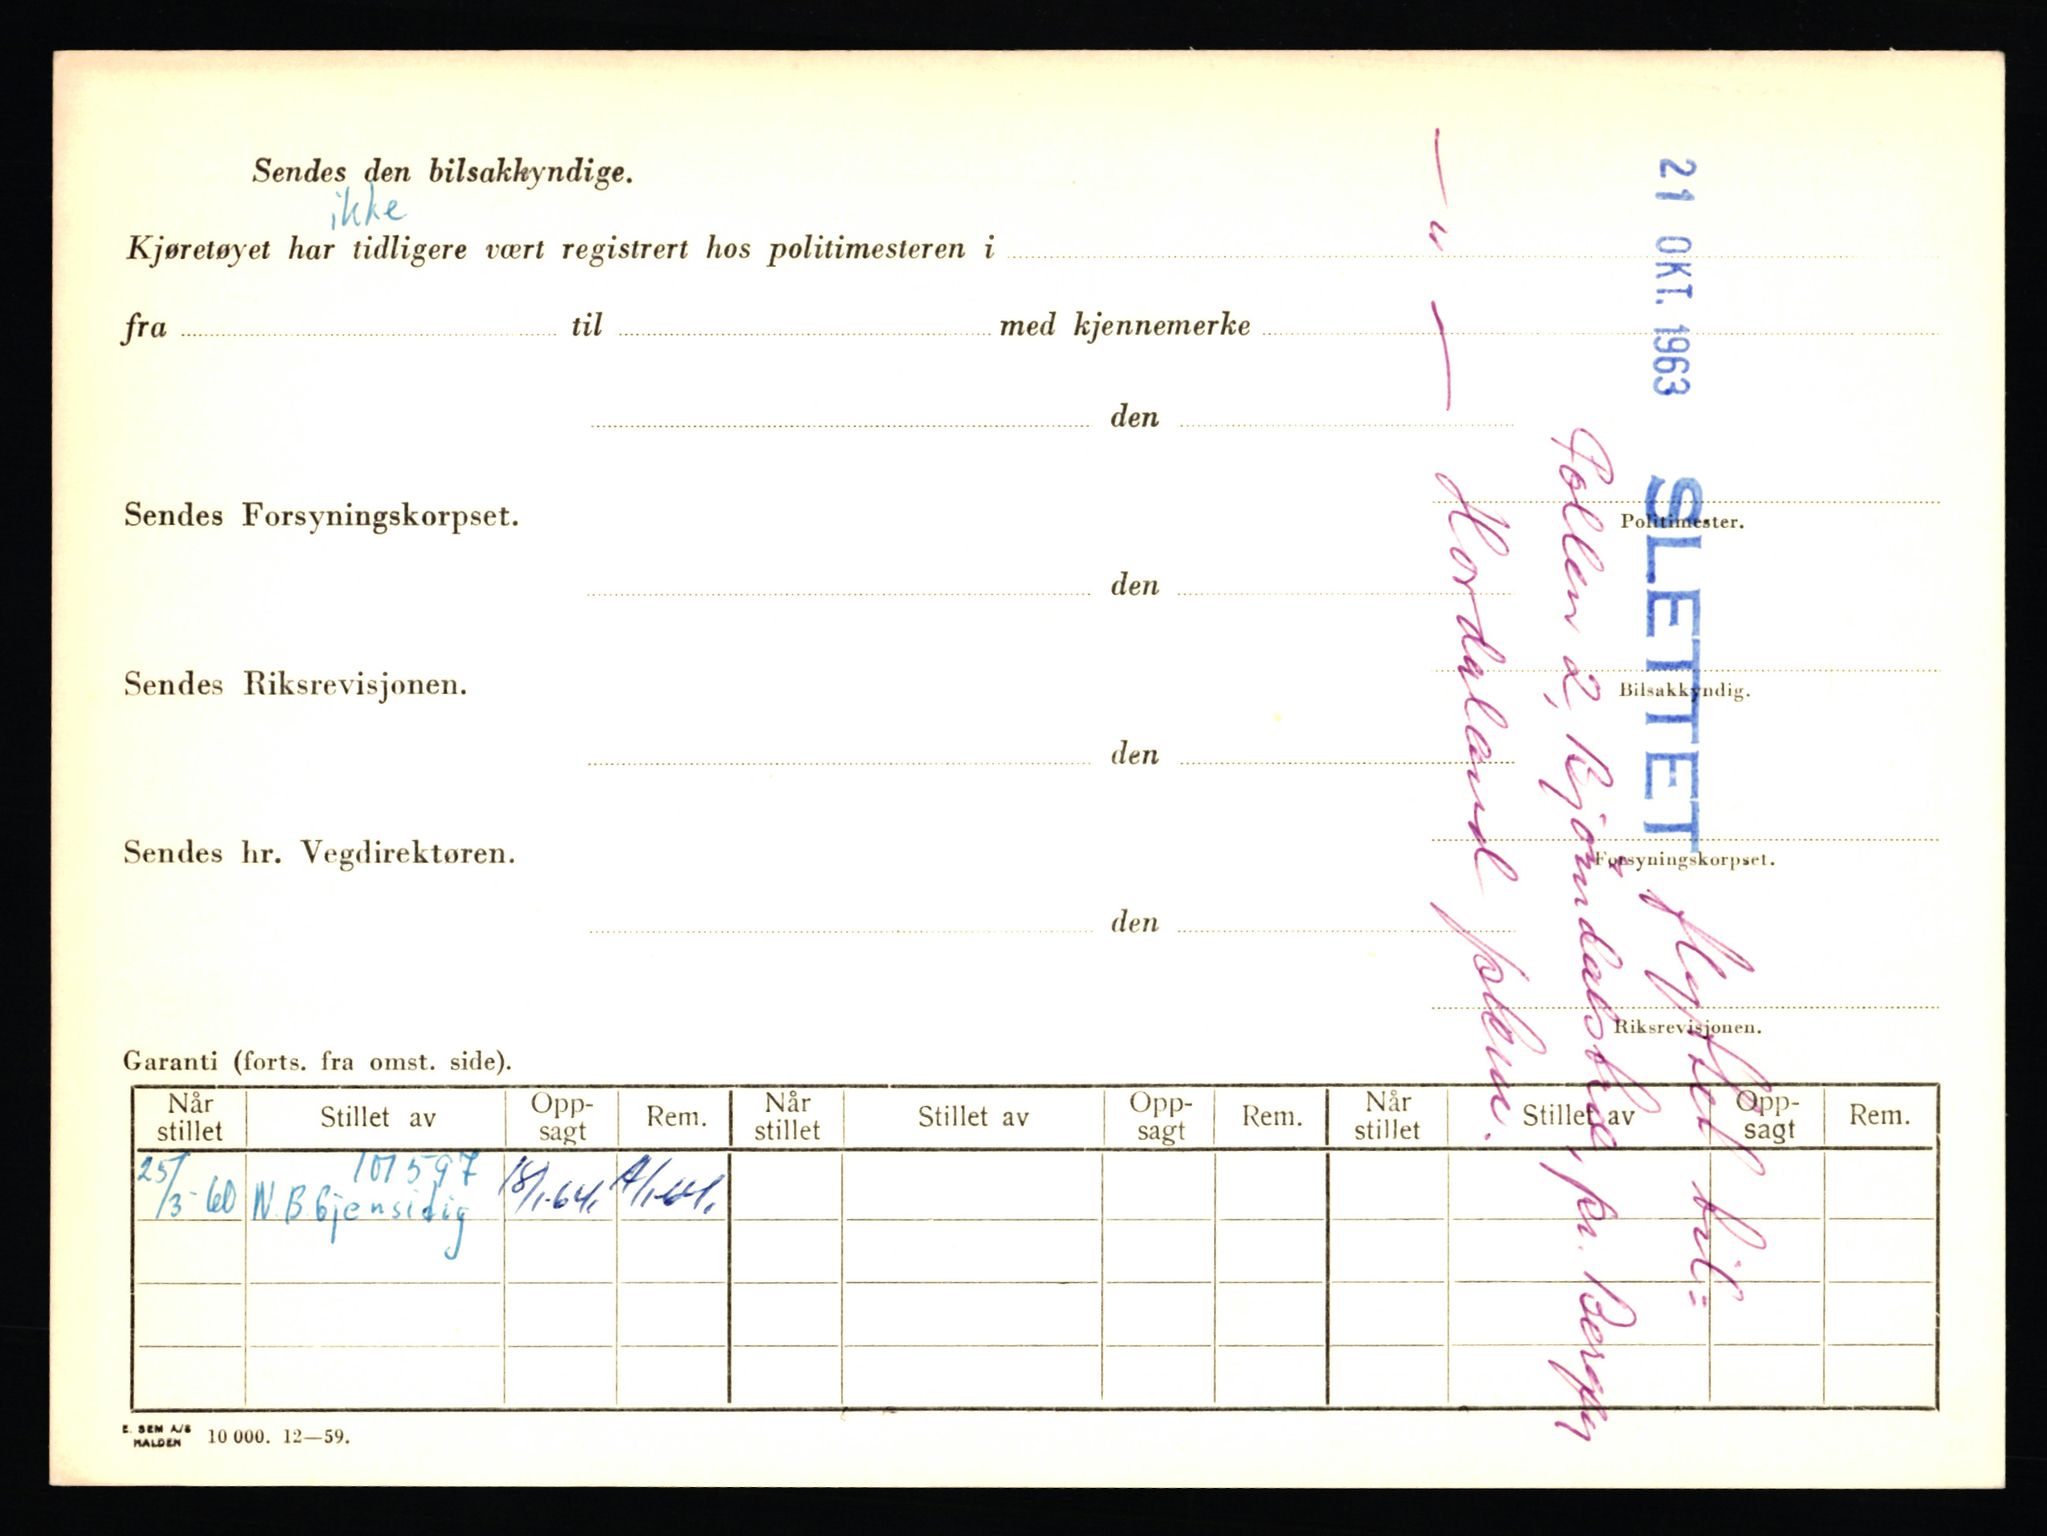 Sendes den bilsakkyndige.
ikke
Kjøretøyet har tidligere vært registrert hos politimesteren i
fra til med kjennemerke
den
Politimester.
Sendes Forsyningskorpset.
den
Bilsakkyndig.
Sendes Riksrevisjonen.
den
Forsyningskorpset.
Sendes hr. Vegdirektøren.
den
Riksrevisjonen.
21 OKT. 1963 SLETTET
Flyttet hit:
Pollen 2, pr. Bergen
— " — Hordaland
Garanti (forts. fra omst. side).
Når stillet Stillet av Opp-sagt Rem. Når stillet Stillet av Opp-sagt Rem. Når stillet Stillet av Opp-sagt Rem.
107597
25/3-60 N.B. Gjensidig 18/1-64.
E. SEM A/S
HALDEN 10 000. 12—59.